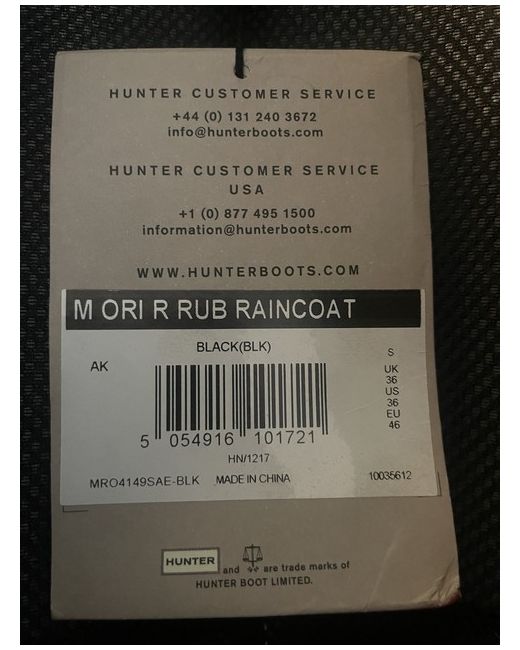 HUNTER CUSTOMER SERVICE
+44 (0) 131 240 3672
info@hunterboots.com
HUNTER CUSTOMER SERVICE
USA
+1 (0) 877 495 1500
information@hunterboots.com
WWW.HUNTERBOOTS.COM
M ORI R RUB RAINCOAT
BLACK(BLK)
AK
S
UK
36
US
36
EU
46
5 054916 101721
HN/1217
MRO4149SAE-BLK MADE IN CHINA 10035612
HUNTER and are trade marks of
HUNTER BOOT LIMITED.